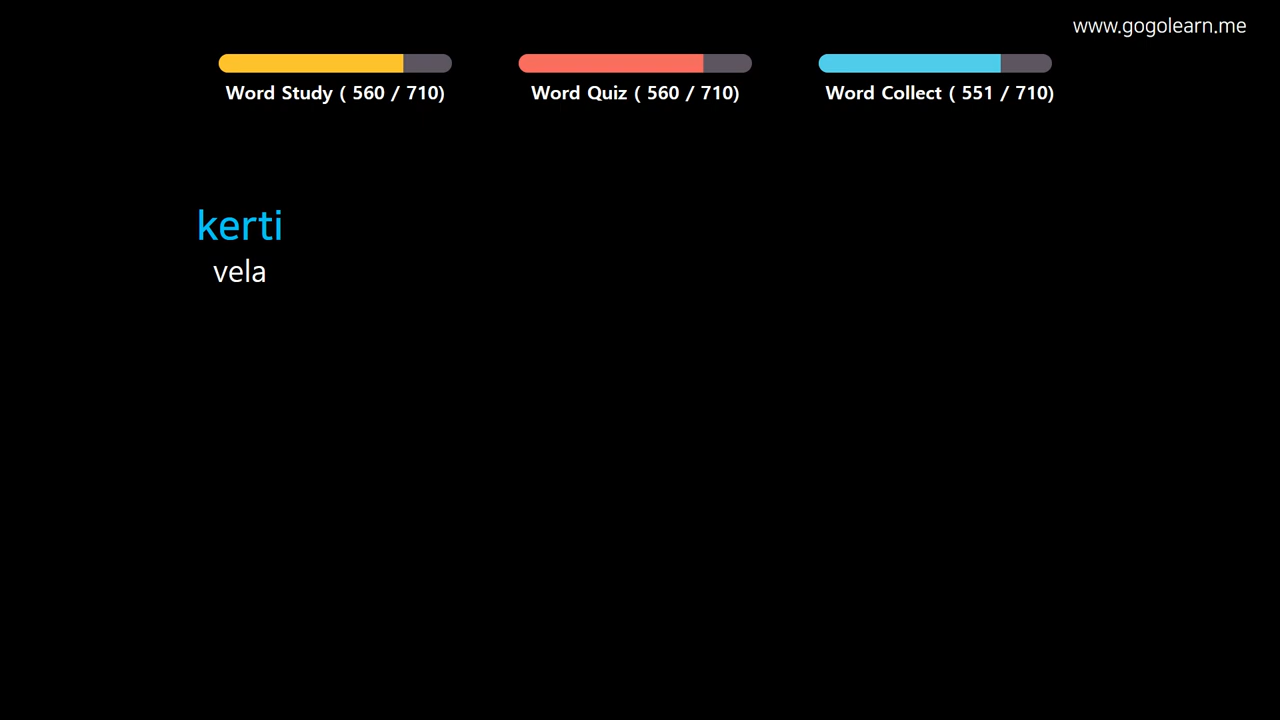 www.gogolearn.me
Word Study ( 560 / 710)
Word Quiz ( 560 / 710)
Word Collect ( 551 / 710)
kerti
vela